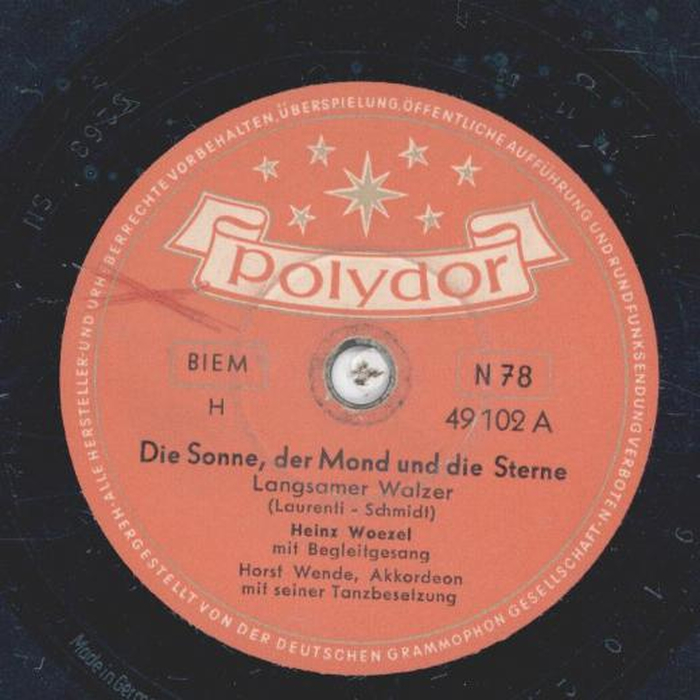 ALLE HERSTELLER-UND URHEBERRECHTE VORBEHALTEN, ÜBERSPIELUNG, ÖFFENTLICHE AUFFÜHRUNG UND RUNDFUNKSENDUNG VERBOTEN·
polydor
BIEM
N 78
H
49102 A
Die Sonne, der Mond und die Sterne
Langsamer Walzer
(Laurenti - Schmidt)
Heinz Woezel
mit Begleitgesang
Horst Wende, Akkordeon
mit seiner Tanzbesetzung
·HERGESTELLT VON DER DEUTSCHEN GRAMMOPHON GESELLSCHAFT·
Made in Germ